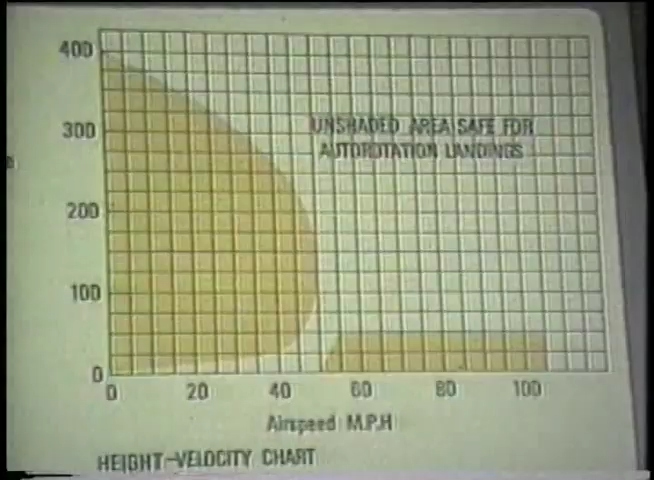 400
300
200
100
0
UNSHADED AREA SAFE FOR
AUTOROTATION LANDINGS
0 20 40 60 80 100
Airspeed M.P.H
HEIGHT-VELOCITY CHART